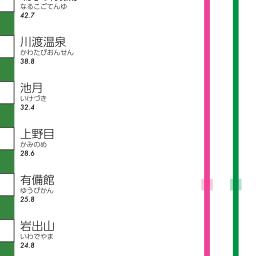 なるこごてんゆ
42.7
川渡温泉
かわたびおんせん
38.8
池月
いけづき
32.4
上野目
かみのめ
28.6
有備館
ゆうびかん
25.8
岩出山
いわでやま
24.8